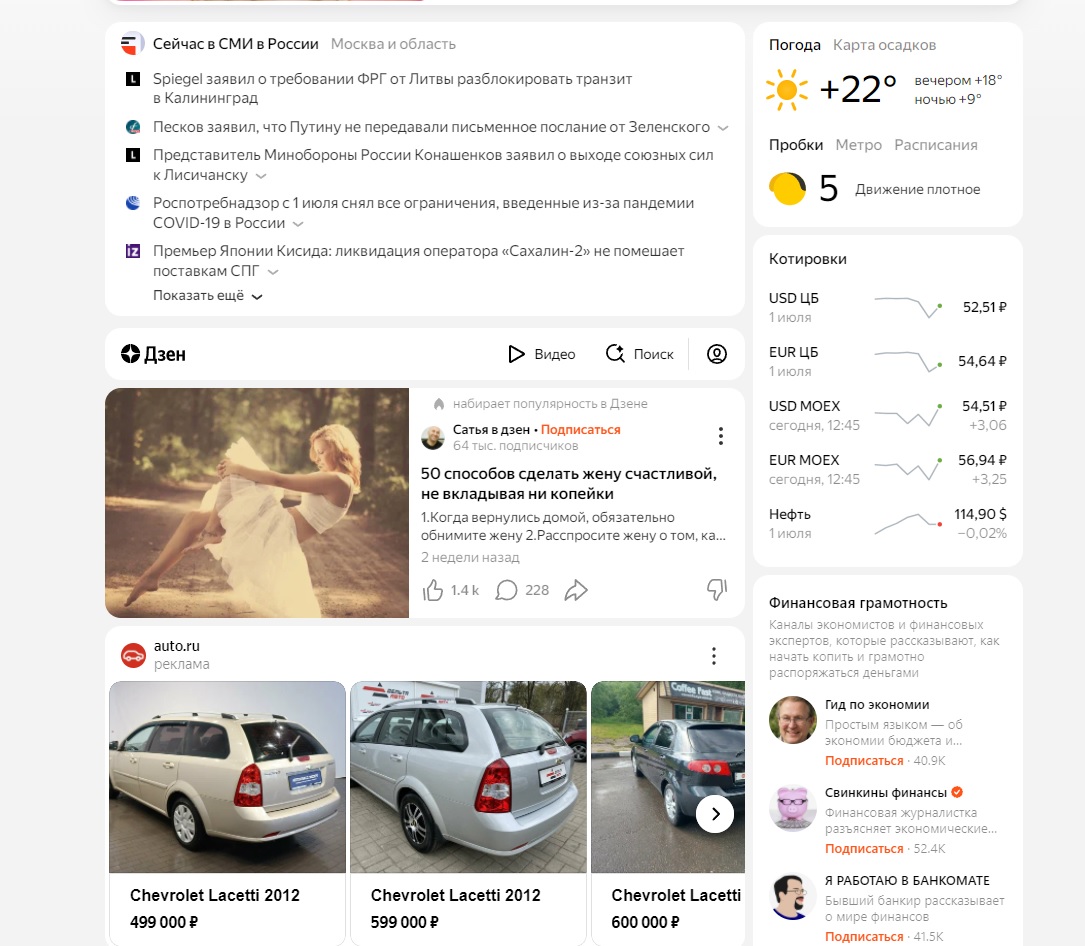 Сейчас в СМИ в России Москва и область
Spiegel заявил о требовании ФРГ от Литвы разблокировать транзит
в Калининград
Песков заявил, что Путину не передавали письменное послание от Зеленского
Представитель Минобороны России Конашенков заявил о выходе союзных сил
к Лисичанску
Роспотребнадзор с 1 июля снял все ограничения, введенные из-за пандемии
COVID-19 в России
iz Премьер Японии Кисида: ликвидация оператора «Сахалин-2» не помешает
поставкам СПГ
Показать ещё
Дзен
Видео
Поиск
набирает популярность в Дзене
Сатья в дзен • Подписаться
64 тыс. подписчиков
50 способов сделать жену счастливой,
не вкладывая ни копейки
1.Когда вернулись домой, обязательно
обнимите жену 2.Расспросите жену о том, ка...
2 недели назад
1.4 k 228
auto.ru
реклама
Coffee Fast
Chevrolet Lacetti 2012
499 000 ₽
Chevrolet Lacetti 2012
599 000 ₽
Chevrolet Lacetti
600 000 ₽
Погода Карта осадков
+22°
вечером +18°
ночью +9°
Пробки Метро Расписания
5 Движение плотное
Котировки
USD ЦБ 52,51 ₽
1 июля
EUR ЦБ 54,64 ₽
1 июля
USD MOEX 54,51 ₽
сегодня, 12:45 +3,06
EUR MOEX 56,94 ₽
сегодня, 12:45 +3,25
Нефть 114,90 $
1 июля −0,02%
Финансовая грамотность
Каналы экономистов и финансовых
экспертов, которые рассказывают, как
начать копить и грамотно
распоряжаться деньгами
Гид по экономии
Простым языком — об
экономии бюджета и...
Подписаться · 40.9K
Свинкины финансы
Финансовая журналистка
разъясняет экономические...
Подписаться · 52.4K
Я РАБОТАЮ В БАНКОМАТЕ
Бывший банкир рассказывает
о мире финансов
Подписаться · 41.5K